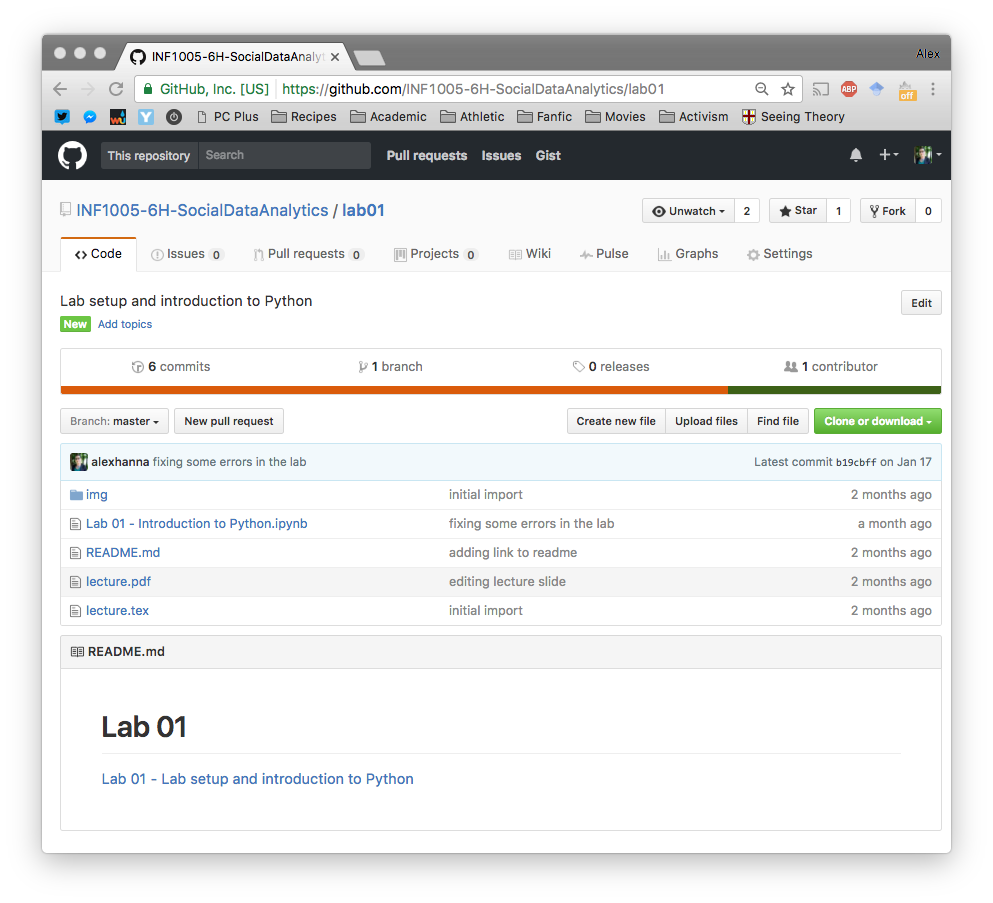 INF1005-6H-SocialDataAnalyt
Alex
GitHub, Inc. [US] https://github.com/INF1005-6H-SocialDataAnalytics/lab01
ABP
off
PC Plus Recipes Academic Athletic Fanfic Movies Activism Seeing Theory
This repository Search Pull requests Issues Gist
INF1005-6H-SocialDataAnalytics / lab01
Unwatch 2 Star 1 Fork 0
Code Issues 0 Pull requests 0 Projects 0 Wiki Pulse Graphs Settings
Lab setup and introduction to Python
Edit
New Add topics
6 commits 1 branch 0 releases 1 contributor
Branch: master New pull request Create new file Upload files Find file Clone or download
alexhanna fixing some errors in the lab Latest commit b19cbff on Jan 17
img initial import 2 months ago
Lab 01 - Introduction to Python.ipynb fixing some errors in the lab a month ago
README.md adding link to readme 2 months ago
lecture.pdf editing lecture slide 2 months ago
lecture.tex initial import 2 months ago
README.md
Lab 01
Lab 01 - Lab setup and introduction to Python